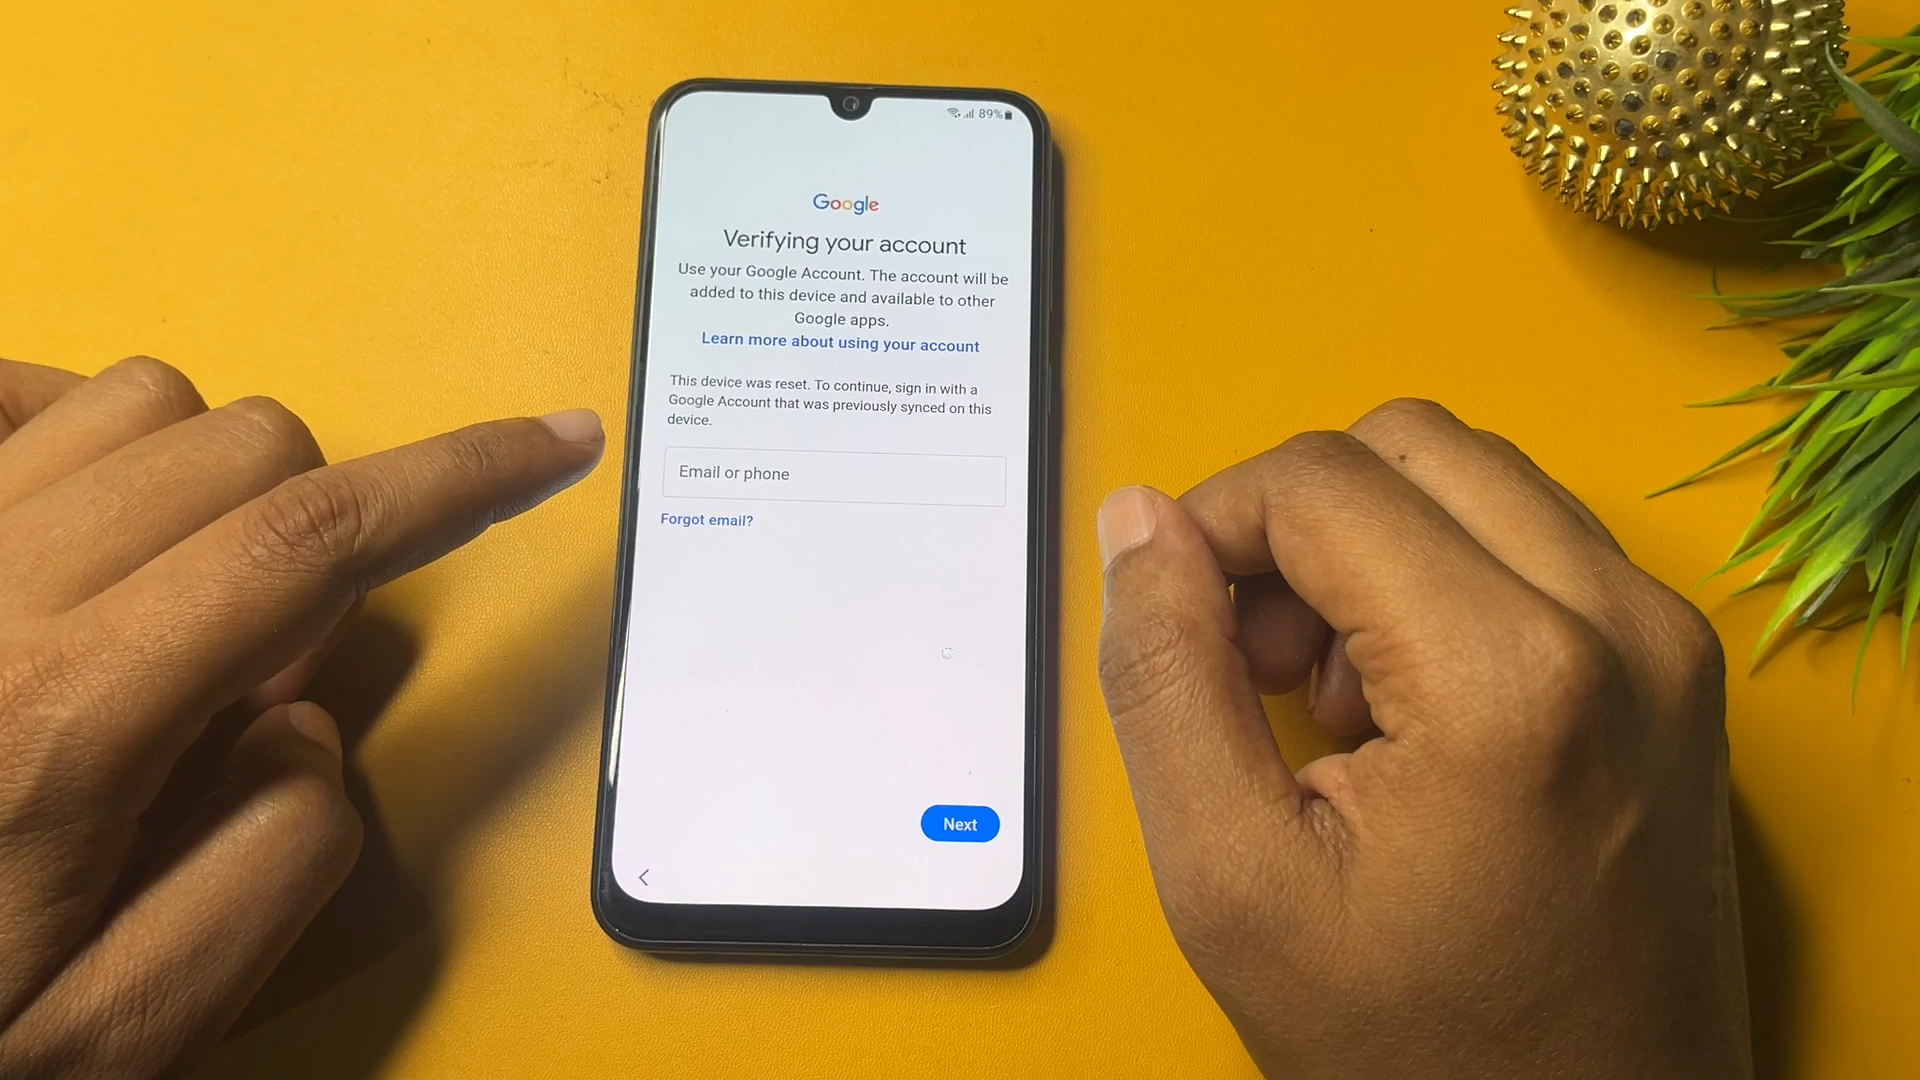 89%
Google
Verifying your account
Use your Google Account. The account will be
added to this device and available to other
Google apps.
Learn more about using your account
This device was reset. To continue, sign in with a
Google Account that was previously synced on this
device.
Email or phone
Forgot email?
Next